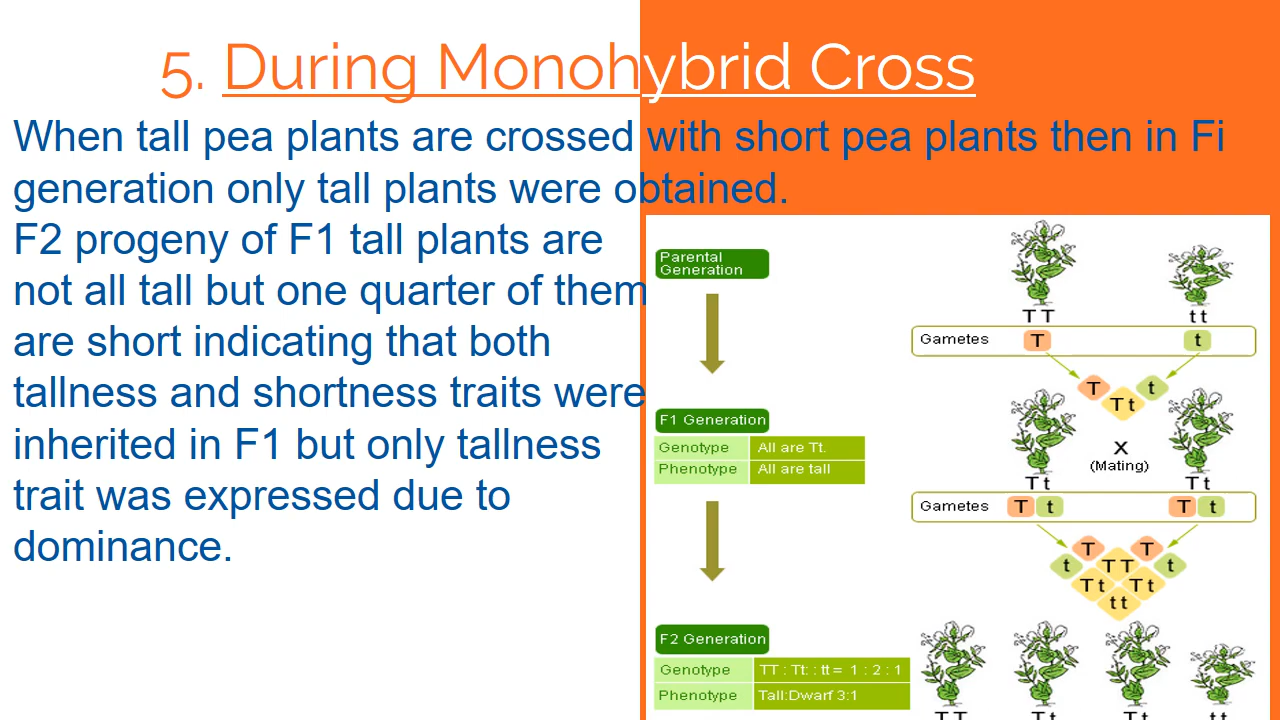 5. During Monohybrid Cross
When tall pea plants are crossed with short pea plants then in Fi
generation only tall plants were obtained.
F2 progeny of F1 tall plants are
not all tall but one quarter of them
are short indicating that both
tallness and shortness traits were
inherited in F1 but only tallness
trait was expressed due to
dominance.
Parental
Generation
T T
t t
Gametes
T
t
T
t
T t
F1 Generation
Genotype All are Tt.
Phenotype All are tall
X
(Mating)
T t
T t
Gametes
T t
T t
T
T
t
T T
t
T t
T t
t t
F2 Generation
Genotype TT : Tt: : tt = 1 : 2 : 1
Phenotype Tall:Dwarf 3:1
T T
T t
T t
t t